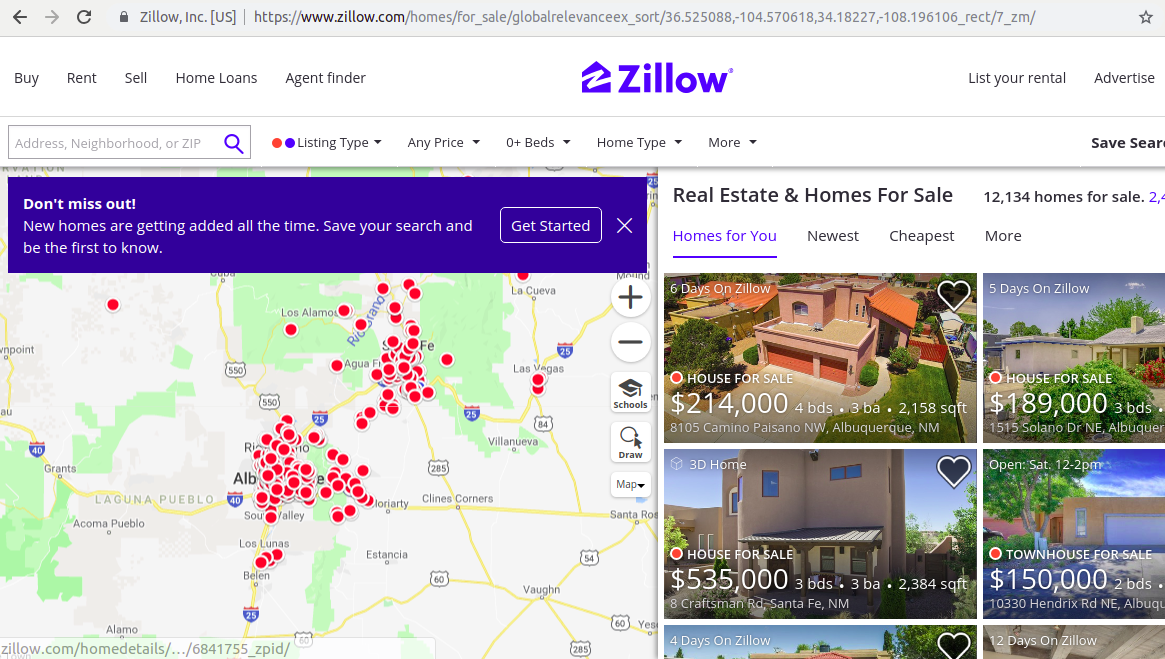 Zillow, Inc. [US]
https://www.zillow.com/homes/for_sale/globalrelevanceex_sort/36.525088,-104.570618,34.18227,-108.196106_rect/7_zm/
Buy Rent Sell Home Loans Agent finder
Zillow
List your rental Advertise
Address, Neighborhood, or ZIP
Listing Type Any Price 0+ Beds Home Type More
Save Sear
Don't miss out!
New homes are getting added all the time. Save your search and
be the first to know.
Get Started
Real Estate & Homes For Sale
12,134 homes for sale. 2,4
Homes for You Newest Cheapest More
La Cueva
Los Alamos
25
550
Agua F
Fe
Las Vegas
25
550
25
25
84
Villanueva
40
Grants
285
LAGUNA PUEBLO
40
Clines Corners
Acoma Pueblo
Valley
Santa Ros
Los Lunas
Estancia
54
Belen
60
Vaughn
25
60
60
Alamo
285
Schools
Draw
Map
6 Days On Zillow
HOUSE FOR SALE
$214,000 4 bds • 3 ba • 2,158 sqft
8105 Camino Paisano NW, Albuquerque, NM
5 Days On Zillow
HOUSE FOR SALE
$189,000 3 bds •
1515 Solano Dr NE, Albuquer
3D Home
HOUSE FOR SALE
$535,000 3 bds • 3 ba • 2,384 sqft
8 Craftsman Rd, Santa Fe, NM
Open: Sat. 12-2pm
TOWNHOUSE FOR SALE
$150,000 2 bds •
10330 Hendrix Rd NE, Albuqu
4 Days On Zillow
12 Days On Zillow
zillow.com/homedetails/.../6841755_zpid/